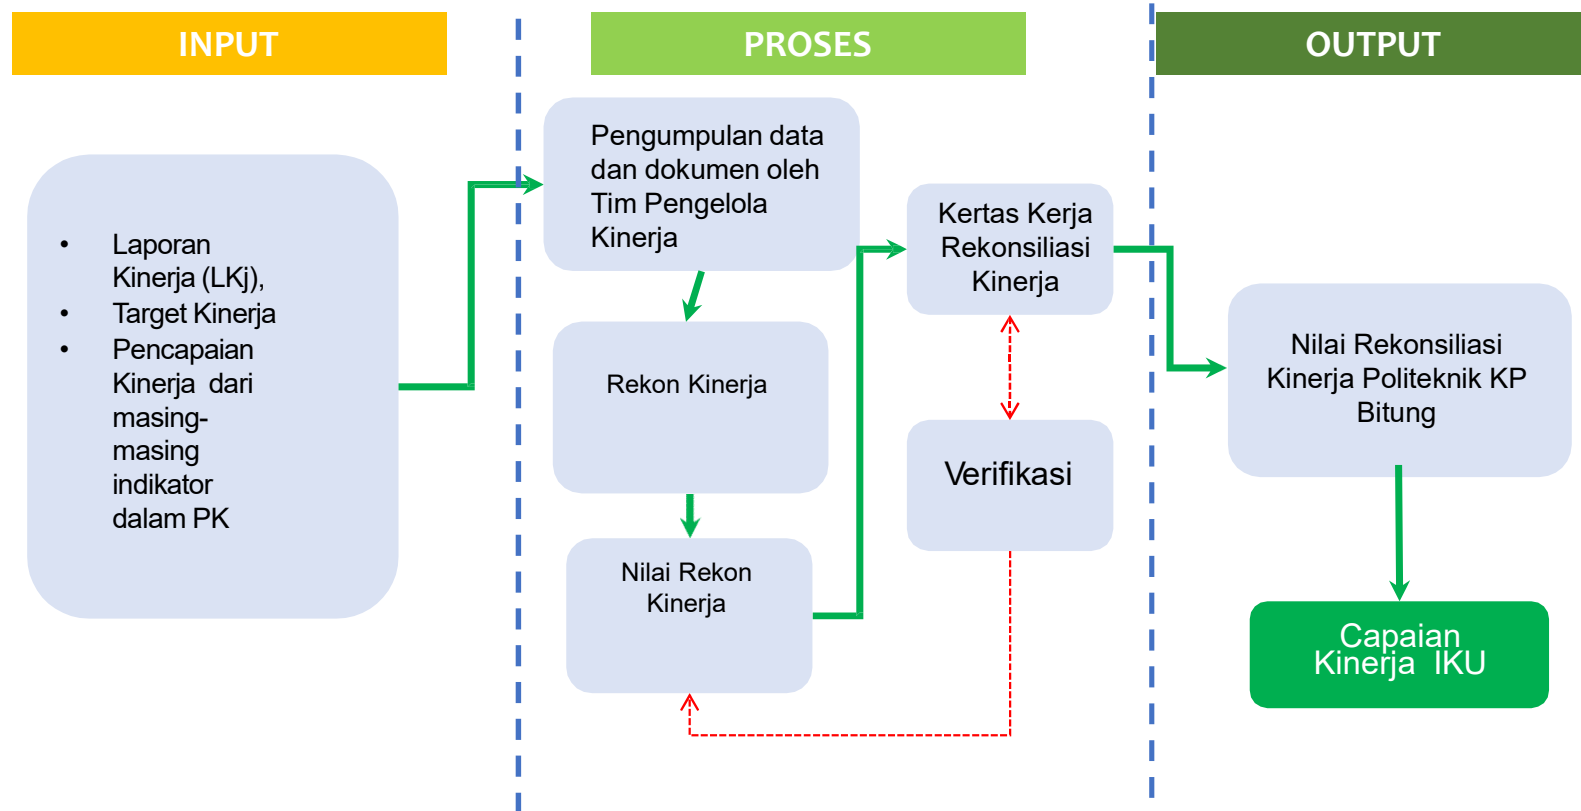 INPUT
PROSES
OUTPUT
• Laporan
Kinerja (LKj),
• Target Kinerja
• Pencapaian
Kinerja dari
masing-
masing
indikator
dalam PK
Pengumpulan data
dan dokumen oleh
Tim Pengelola
Kinerja
Rekon Kinerja
Nilai Rekon
Kinerja
Kertas Kerja
Rekonsiliasi
Kinerja
Verifikasi
Nilai Rekonsiliasi
Kinerja Politeknik KP
Bitung
Capaian
Kinerja IKU